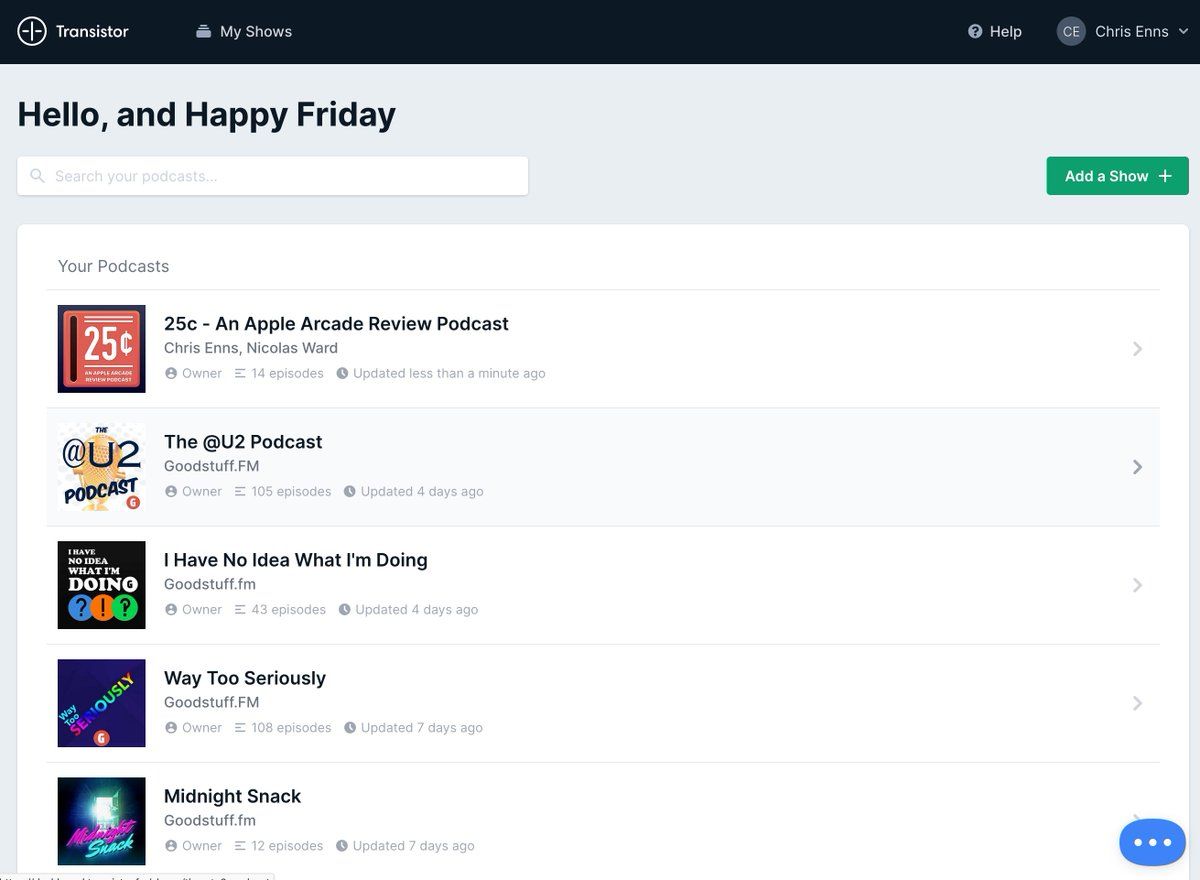 Transistor
My Shows
Help
CE
Chris Enns
Hello, and Happy Friday
Search your podcasts...
Add a Show
Your Podcasts
25¢
AN APPLE ARCADE
REVIEW PODCAST
25c - An Apple Arcade Review Podcast
Chris Enns, Nicolas Ward
Owner 14 episodes Updated less than a minute ago
THE
@U2
PODCAST
G
The @U2 Podcast
Goodstuff.FM
Owner 105 episodes Updated 4 days ago
I HAVE
NO IDEA
WHAT I'M
DOING
? ! ?
I Have No Idea What I'm Doing
Goodstuff.fm
Owner 43 episodes Updated 4 days ago
Way
Too
SERIOUSLY
G
Way Too Seriously
Goodstuff.FM
Owner 108 episodes Updated 7 days ago
Midnight
Snack
Midnight Snack
Goodstuff.fm
Owner 12 episodes Updated 7 days ago